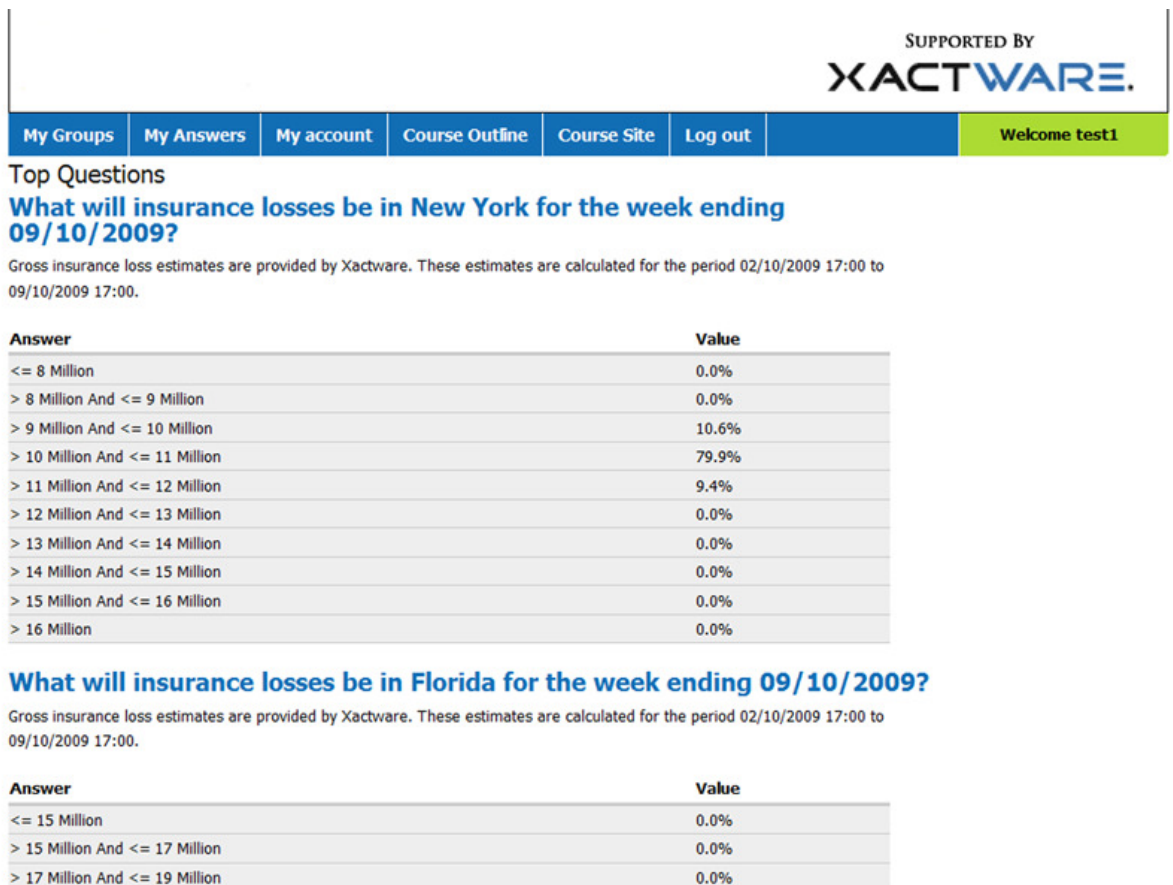 SUPPORTED BY
XACTWARE.
My Groups My Answers My account Course Outline Course Site Log out Welcome test1
Top Questions
What will insurance losses be in New York for the week ending
09/10/2009?
Gross insurance loss estimates are provided by Xactware. These estimates are calculated for the period 02/10/2009 17:00 to
09/10/2009 17:00.
Answer Value
<= 8 Million 0.0%
> 8 Million And <= 9 Million 0.0%
> 9 Million And <= 10 Million 10.6%
> 10 Million And <= 11 Million 79.9%
> 11 Million And <= 12 Million 9.4%
> 12 Million And <= 13 Million 0.0%
> 13 Million And <= 14 Million 0.0%
> 14 Million And <= 15 Million 0.0%
> 15 Million And <= 16 Million 0.0%
> 16 Million 0.0%
What will insurance losses be in Florida for the week ending 09/10/2009?
Gross insurance loss estimates are provided by Xactware. These estimates are calculated for the period 02/10/2009 17:00 to
09/10/2009 17:00.
Answer Value
<= 15 Million 0.0%
> 15 Million And <= 17 Million 0.0%
> 17 Million And <= 19 Million 0.0%